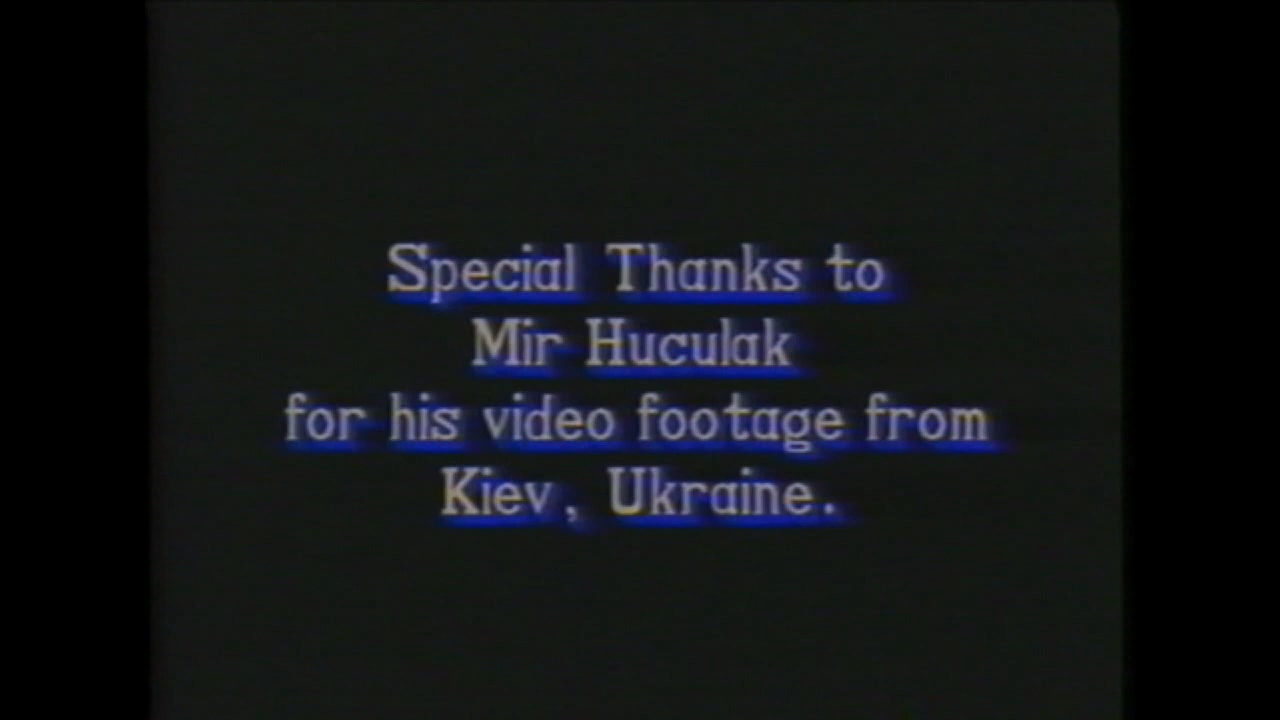 Special Thanks to
Mir Huculak
for his video footage from
Kiev, Ukraine.